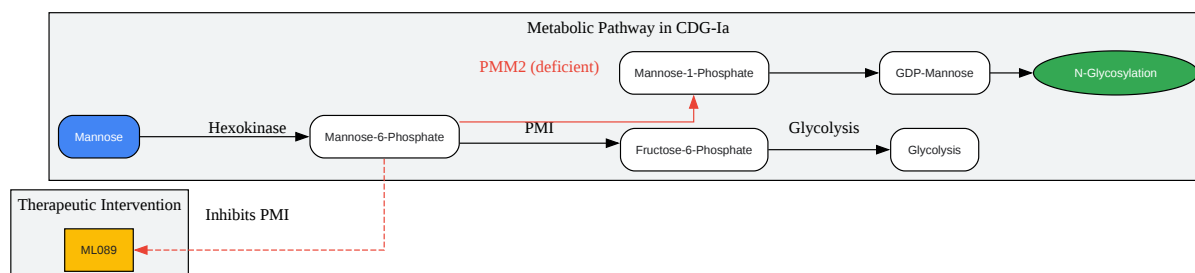 Metabolic Pathway in CDG-Ia
PMM2 (deficient)
Mannose-1-Phosphate
GDP-Mannose
N-Glycosylation
Mannose
Hexokinase
Mannose-6-Phosphate
PMI
Fructose-6-Phosphate
Glycolysis
Glycolysis
Therapeutic Intervention
Inhibits PMI
ML089